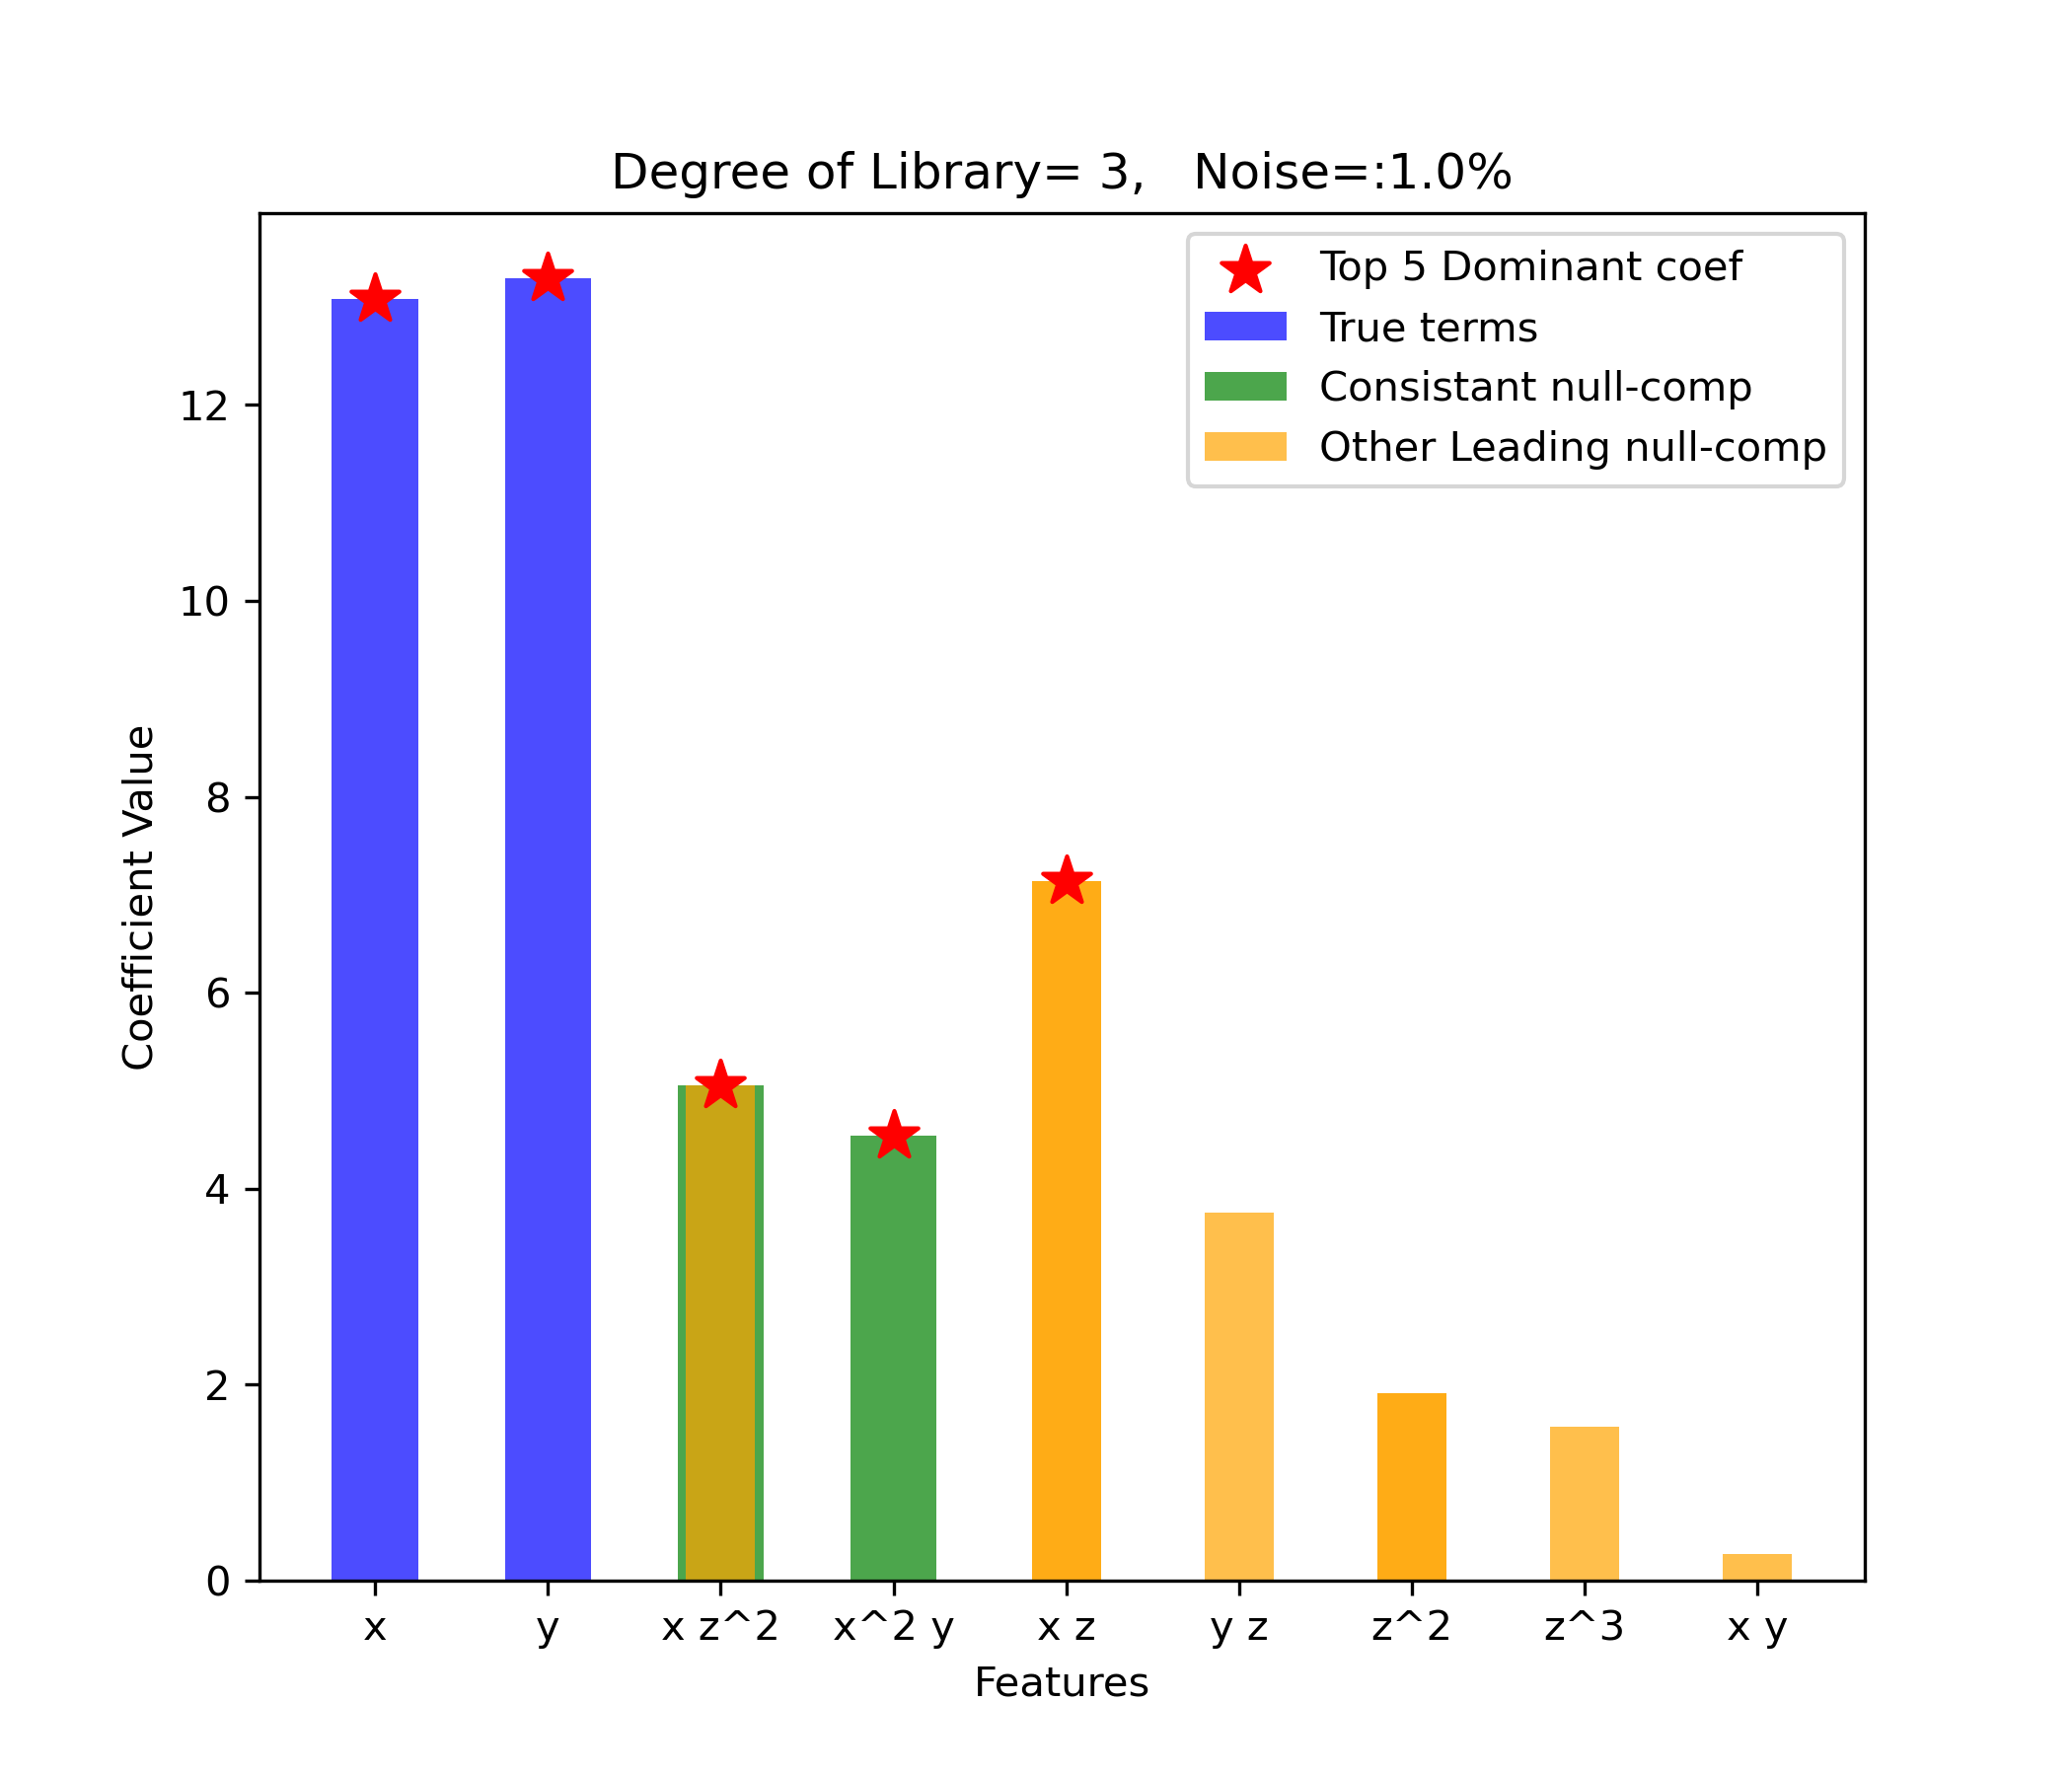 Degree of Library= 3,   Noise=:1.0%
Top 5 Dominant coef
True terms
Consistant null-comp
Other Leading null-comp
Coefficient Value
12
10
8
6
4
2
0
x y x z^2 x^2 y x z y z z^2 z^3 x y
Features